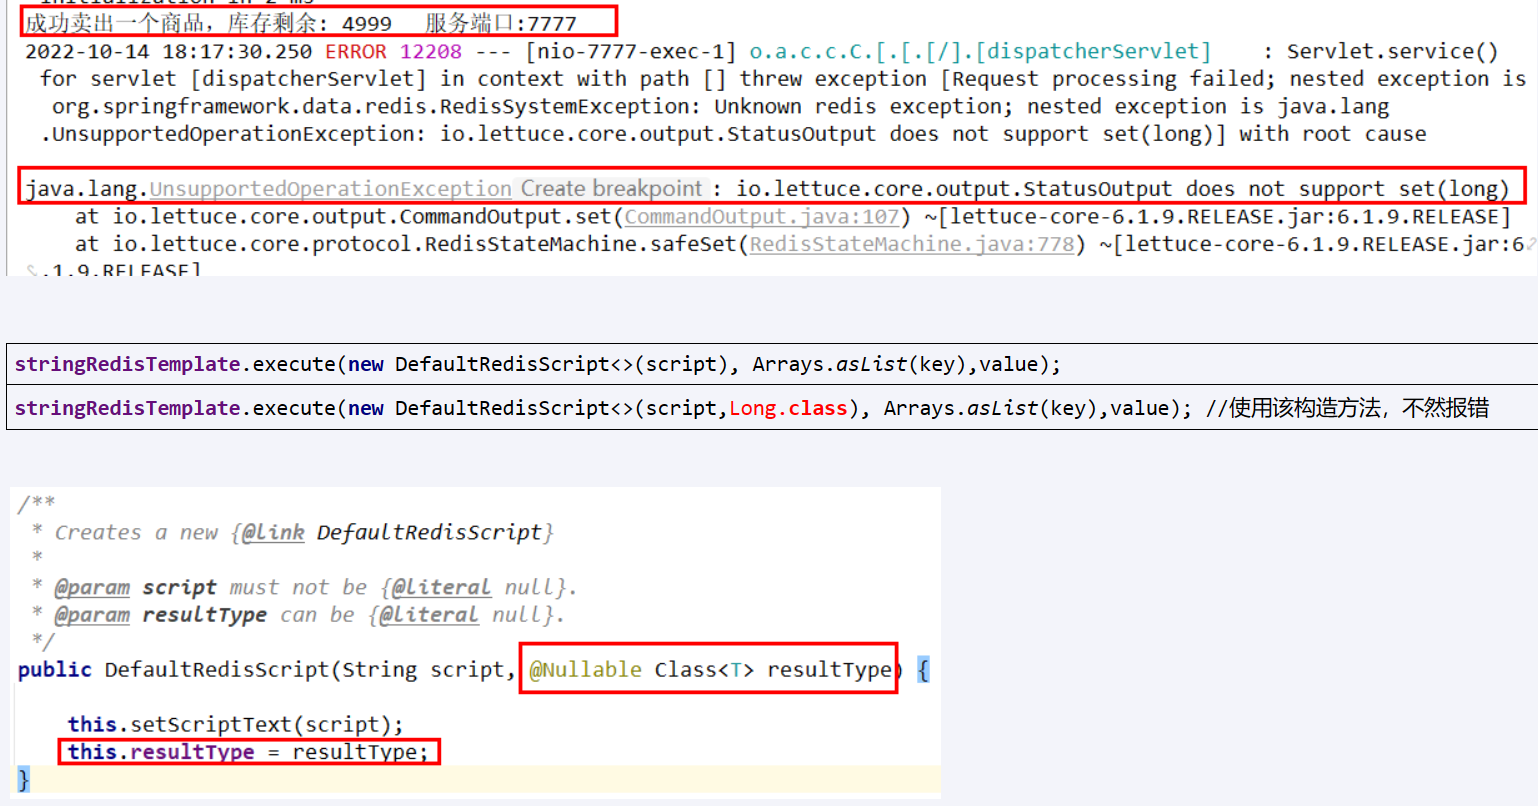 成功卖出一个商品，库存剩余: 4999   服务端口:7777
2022-10-14 18:17:30.250 ERROR 12208 --- [nio-7777-exec-1] o.a.c.c.C.[.[.[/].[dispatcherServlet]    : Servlet.service()
for servlet [dispatcherServlet] in context with path [] threw exception [Request processing failed; nested exception is
org.springframework.data.redis.RedisSystemException: Unknown redis exception; nested exception is java.lang
.UnsupportedOperationException: io.lettuce.core.output.StatusOutput does not support set(long)] with root cause
java.lang.UnsupportedOperationException Create breakpoint : io.lettuce.core.output.StatusOutput does not support set(long)
at io.lettuce.core.output.CommandOutput.set(CommandOutput.java:107) ~[lettuce-core-6.1.9.RELEASE.jar:6.1.9.RELEASE]
at io.lettuce.core.protocol.RedisStateMachine.safeSet(RedisStateMachine.java:778) ~[lettuce-core-6.1.9.RELEASE.jar:6
.1.9.RELEASE]
stringRedisTemplate.execute(new DefaultRedisScript<>(script), Arrays.asList(key),value);
stringRedisTemplate.execute(new DefaultRedisScript<>(script,Long.class), Arrays.asList(key),value); //使用该构造方法，不然报错
/**
* Creates a new {@link DefaultRedisScript}
*
* @param script must not be {@literal null}.
* @param resultType can be {@literal null}.
*/
public DefaultRedisScript(String script, @Nullable Class<T> resultType) {
this.setScriptText(script);
this.resultType = resultType;
}